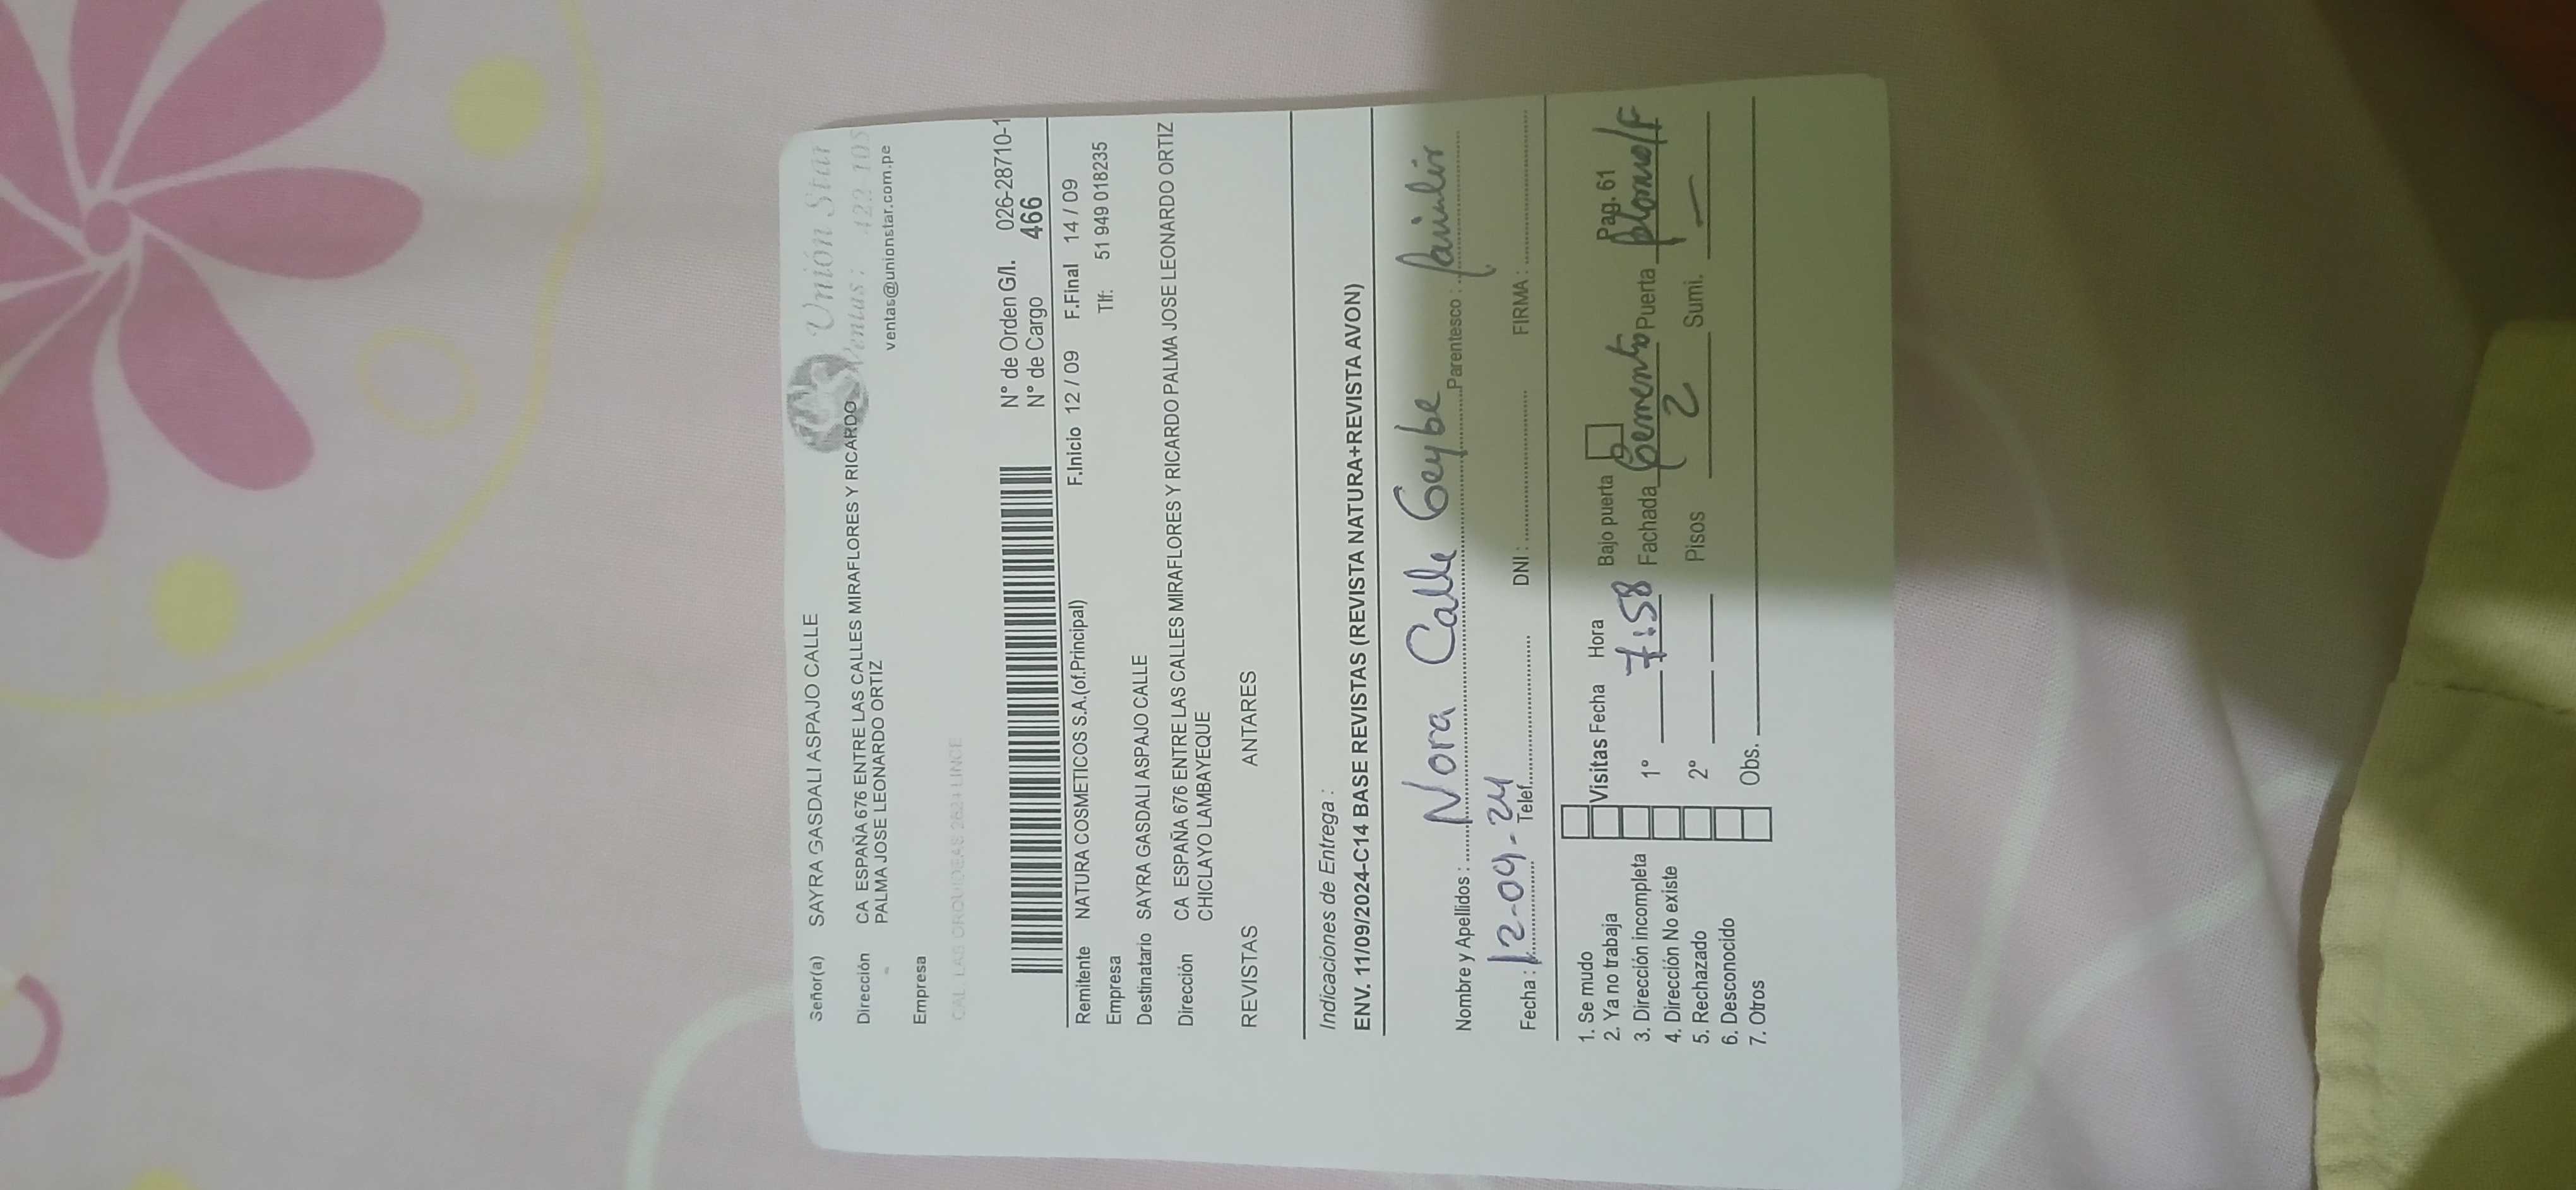 Unión Star
Ventas : 422-105
ventas@unionstar.com.pe
Señor(a) SAYRA GASDALI ASPAJO CALLE
Dirección CA ESPAÑA 676 ENTRE LAS CALLES MIRAFLORES Y RICARDO
PALMA JOSE LEONARDO ORTIZ
Empresa
CAL. LAS ORQUIDEAS 2621 LINCE
N° de Orden G/I. 026-28710-1
N° de Cargo 466
Remitente NATURA COSMETICOS S.A.(of.Principal) F.Inicio 12 / 09 F.Final 14 / 09
Empresa Tlf: 51 949 018235
Destinatario SAYRA GASDALI ASPAJO CALLE
Dirección CA ESPAÑA 676 ENTRE LAS CALLES MIRAFLORES Y RICARDO PALMA JOSE LEONARDO ORTIZ
CHICLAYO LAMBAYEQUE
REVISTAS ANTARES
Indicaciones de Entrega :
ENV. 11/09/2024-C14 BASE REVISTAS (REVISTA NATURA+REVISTA AVON)
Nombre y Apellidos : Nora Calle Geybe Parentesco :
Fecha : 12-09-24 Telef. DNI : FIRMA :
1. Se mudo
2. Ya no trabaja
3. Dirección incompleta
4. Dirección No existe
5. Rechazado
6. Desconocido
7. Otros
Visitas Fecha Hora Bajo puerta Pag. 61
1° 7:58 Fachada Cemento Puerta plomo/F
2° Pisos 2 Sumi. —
Obs.